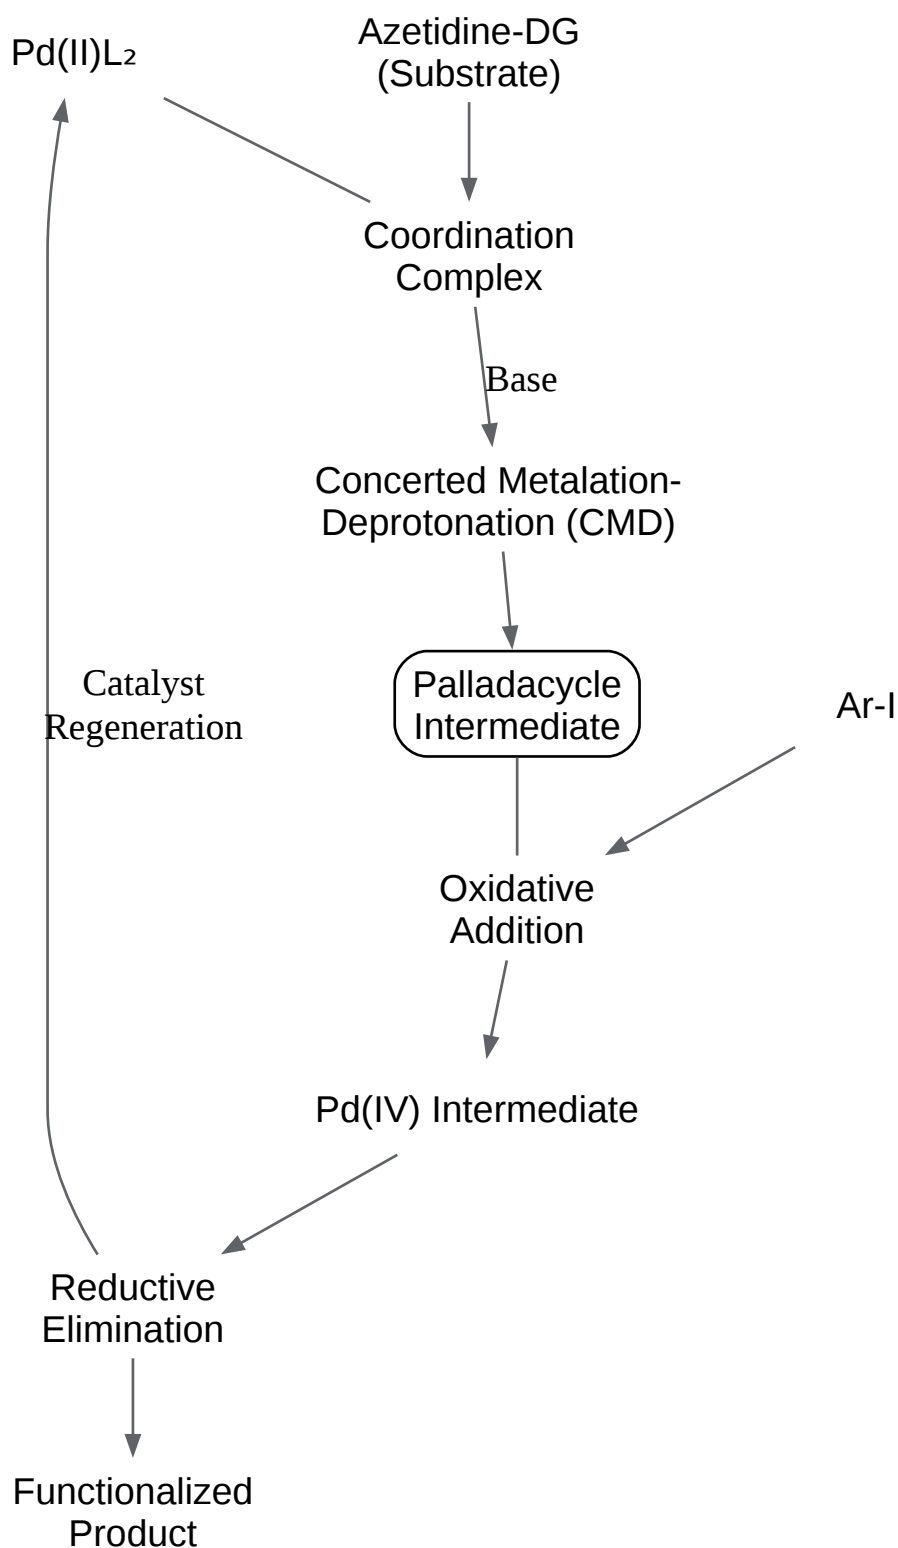 Pd(II)L₂
Azetidine-DG
(Substrate)
Coordination
Complex
Base
Concerted Metalation-
Deprotonation (CMD)
Catalyst
Regeneration
Palladacycle
Intermediate
Ar-I
Oxidative
Addition
Pd(IV) Intermediate
Reductive
Elimination
Functionalized
Product